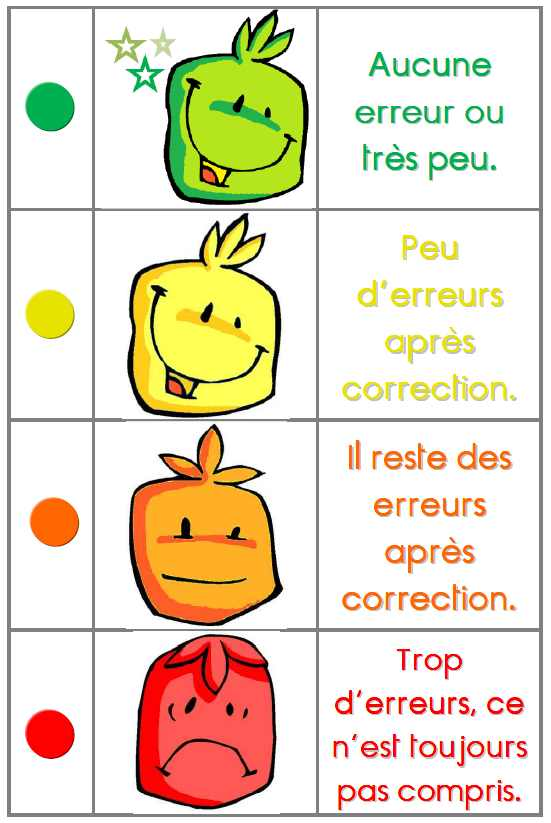 Aucune
erreur ou
très peu.
Peu
d'erreurs
après
correction.
Il reste des
erreurs
après
correction.
Trop
d'erreurs, ce
n'est toujours
pas compris.